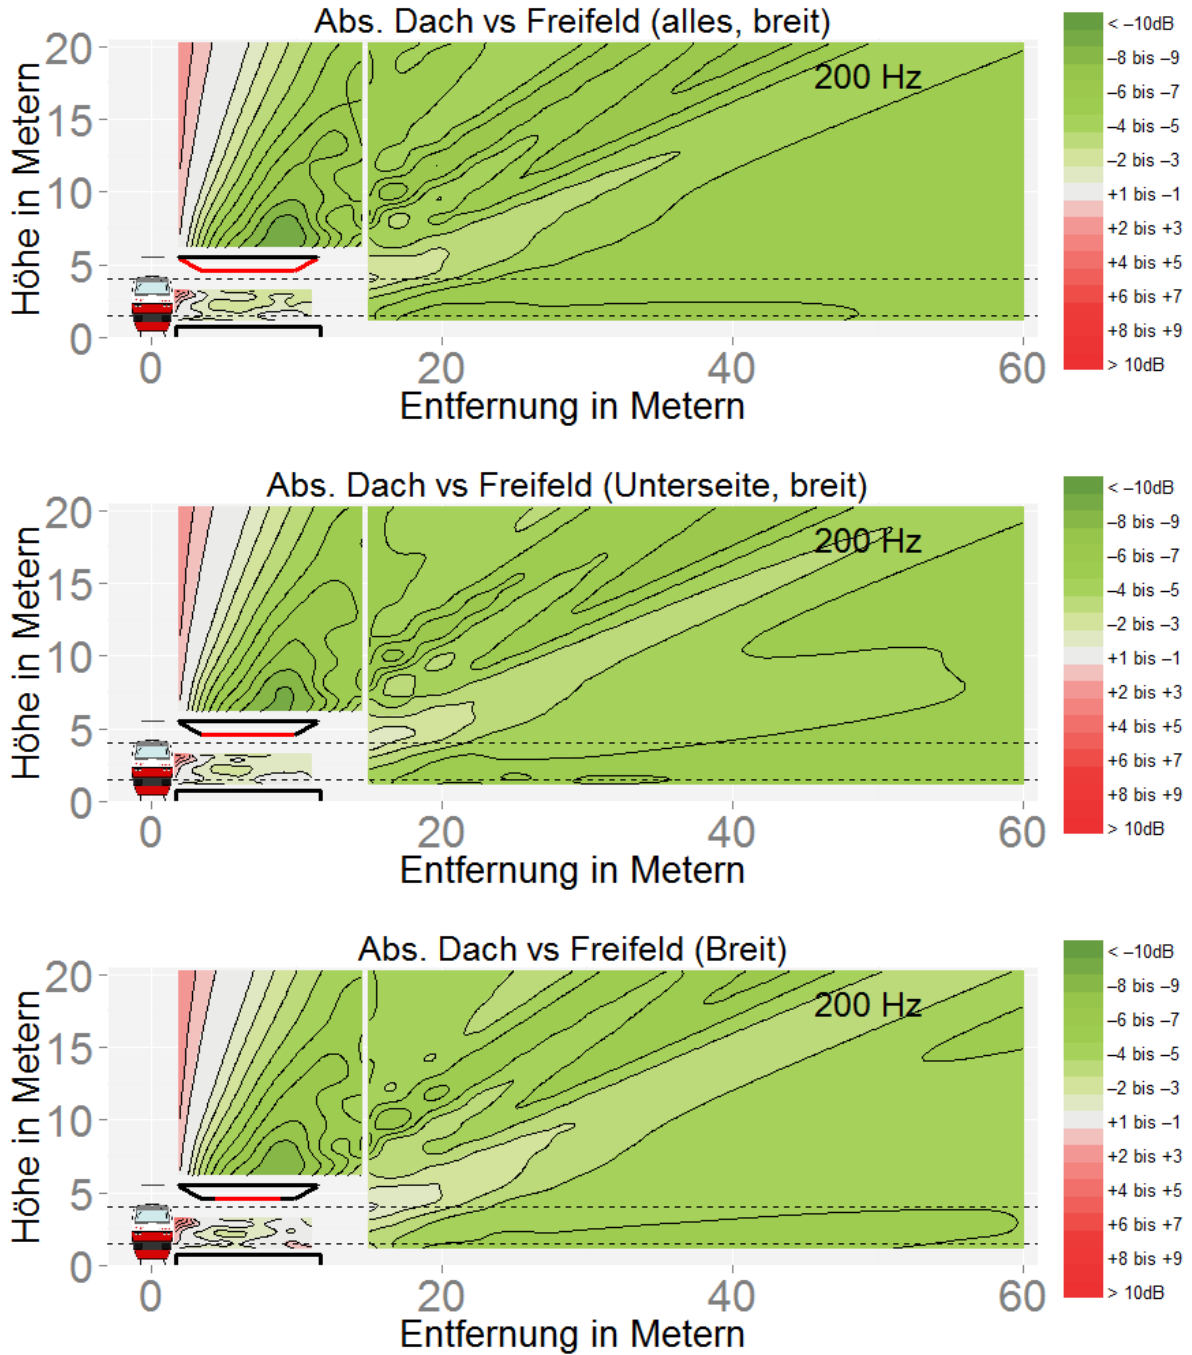 Abs. Dach vs Freifeld (alles, breit)
200 Hz
Höhe in Metern
20
15
10
5
0
0 20 40 60
Entfernung in Metern
< –10dB
–8 bis –9
–6 bis –7
–4 bis –5
–2 bis –3
+1 bis –1
+2 bis +3
+4 bis +5
+6 bis +7
+8 bis +9
> 10dB
Abs. Dach vs Freifeld (Unterseite, breit)
200 Hz
Höhe in Metern
20
15
10
5
0
0 20 40 60
Entfernung in Metern
< –10dB
–8 bis –9
–6 bis –7
–4 bis –5
–2 bis –3
+1 bis –1
+2 bis +3
+4 bis +5
+6 bis +7
+8 bis +9
> 10dB
Abs. Dach vs Freifeld (Breit)
200 Hz
Höhe in Metern
20
15
10
5
0
0 20 40 60
Entfernung in Metern
< –10dB
–8 bis –9
–6 bis –7
–4 bis –5
–2 bis –3
+1 bis –1
+2 bis +3
+4 bis +5
+6 bis +7
+8 bis +9
> 10dB